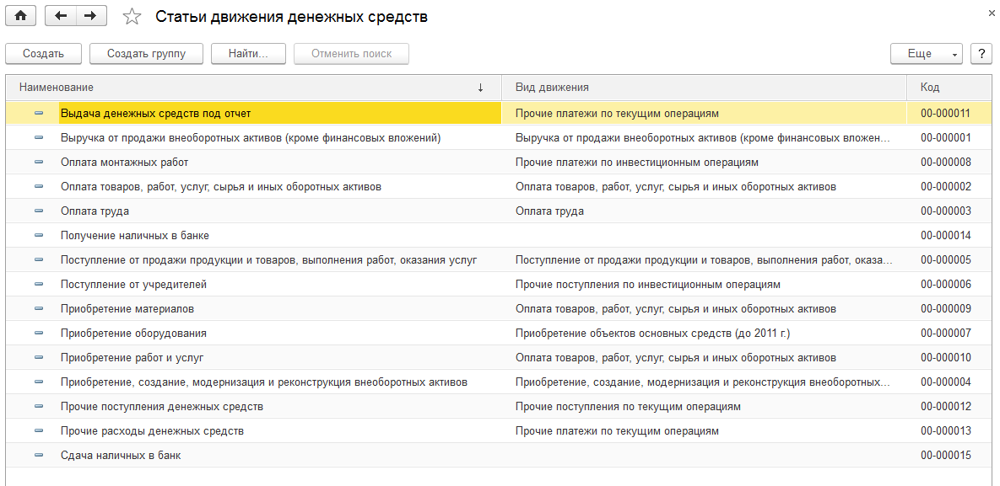 Статьи движения денежных средств
Создать Создать группу Найти... Отменить поиск Еще ?
Наименование Вид движения Код
Выдача денежных средств под отчет Прочие платежи по текущим операциям 00-000011
Выручка от продажи внеоборотных активов (кроме финансовых вложений) Выручка от продажи внеоборотных активов (кроме финансовых вложен... 00-000001
Оплата монтажных работ Прочие платежи по инвестиционным операциям 00-000008
Оплата товаров, работ, услуг, сырья и иных оборотных активов Оплата товаров, работ, услуг, сырья и иных оборотных активов 00-000002
Оплата труда Оплата труда 00-000003
Получение наличных в банке 00-000014
Поступление от продажи продукции и товаров, выполнения работ, оказания услуг Поступление от продажи продукции и товаров, выполнения работ, оказа... 00-000005
Поступление от учредителей Прочие поступления по инвестиционным операциям 00-000006
Приобретение материалов Оплата товаров, работ, услуг, сырья и иных оборотных активов 00-000009
Приобретение оборудования Приобретение объектов основных средств (до 2011 г.) 00-000007
Приобретение работ и услуг Оплата товаров, работ, услуг, сырья и иных оборотных активов 00-000010
Приобретение, создание, модернизация и реконструкция внеоборотных активов Приобретение, создание, модернизация и реконструкция внеоборотных... 00-000004
Прочие поступления денежных средств Прочие поступления по текущим операциям 00-000012
Прочие расходы денежных средств Прочие платежи по текущим операциям 00-000013
Сдача наличных в банк 00-000015